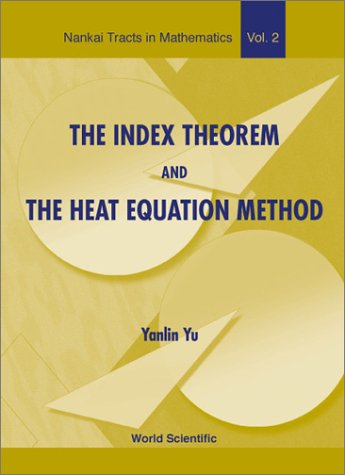 Nankai Tracts in Mathematics Vol. 2
THE INDEX THEOREM
AND
THE HEAT EQUATION METHOD
Yanlin Yu
World Scientific